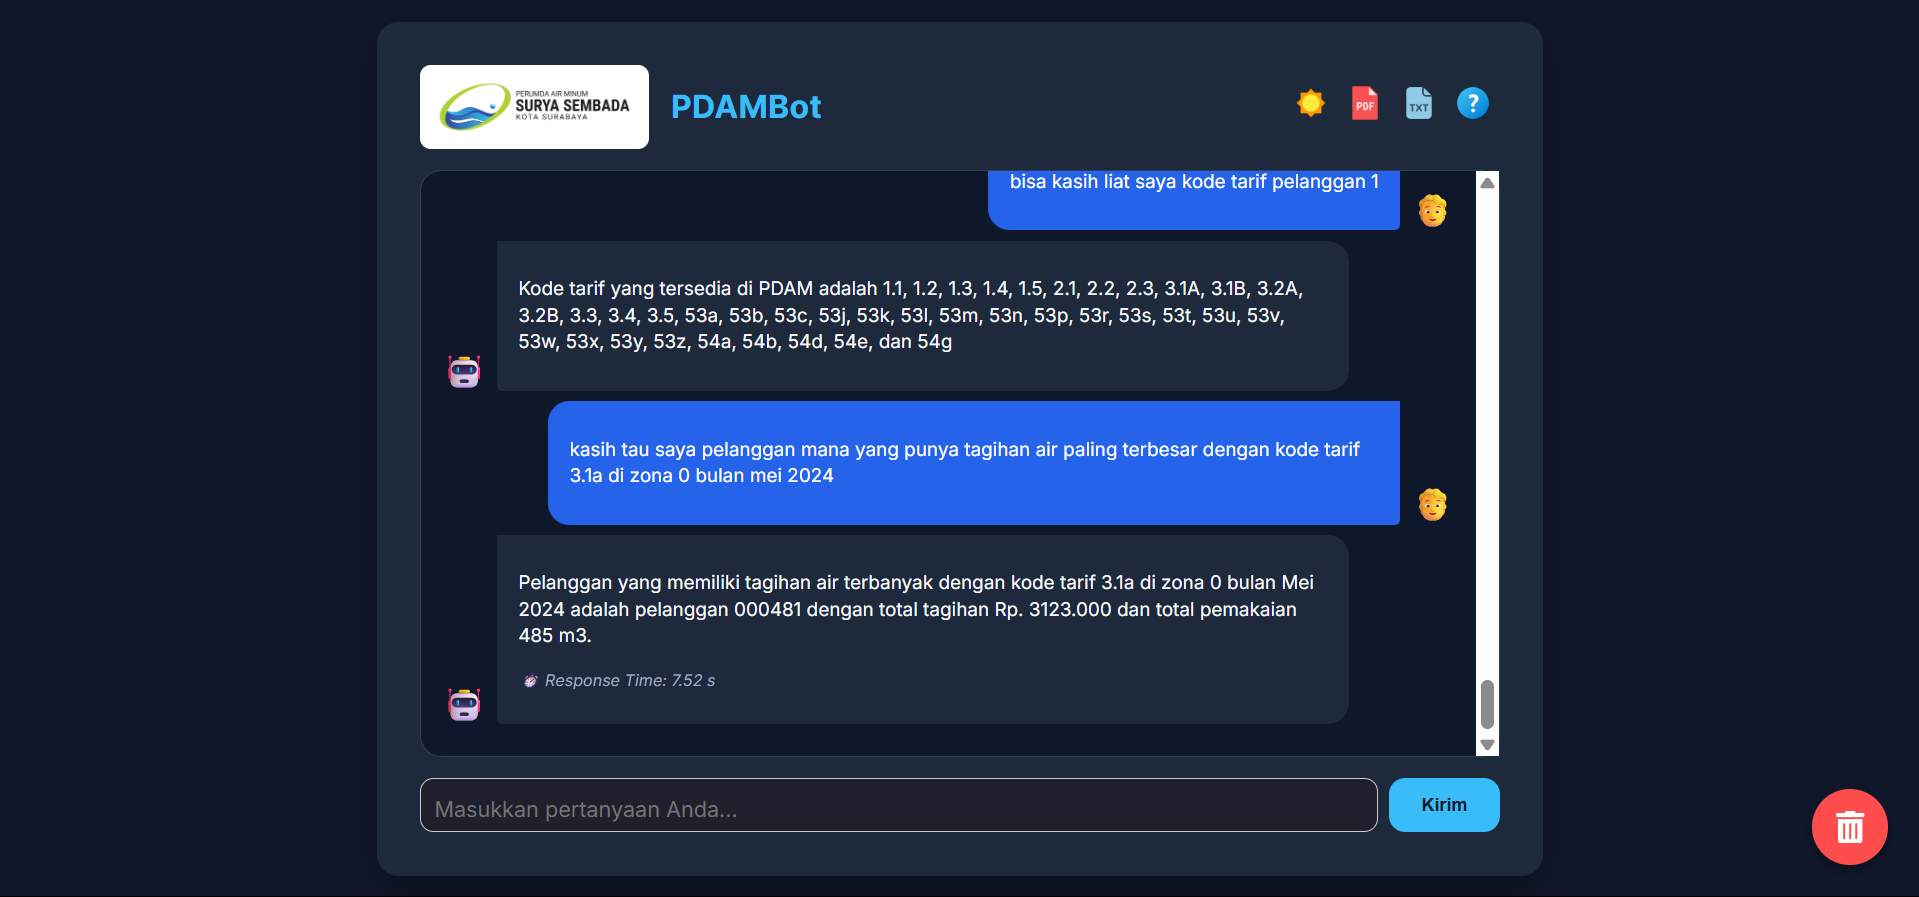 PERUMDA AIR MINUM
SURYA SEMBADA
KOTA SURABAYA
PDAMBot
PDF
TXT
?
bisa kasih liat saya kode tarif pelanggan 1
Kode tarif yang tersedia di PDAM adalah 1.1, 1.2, 1.3, 1.4, 1.5, 2.1, 2.2, 2.3, 3.1A, 3.1B, 3.2A,
3.2B, 3.3, 3.4, 3.5, 53a, 53b, 53c, 53j, 53k, 53l, 53m, 53n, 53p, 53r, 53s, 53t, 53u, 53v,
53w, 53x, 53y, 53z, 54a, 54b, 54d, 54e, dan 54g
kasih tau saya pelanggan mana yang punya tagihan air paling terbesar dengan kode tarif
3.1a di zona 0 bulan mei 2024
Pelanggan yang memiliki tagihan air terbanyak dengan kode tarif 3.1a di zona 0 bulan Mei
2024 adalah pelanggan 000481 dengan total tagihan Rp. 3123.000 dan total pemakaian
485 m3.
Response Time: 7.52 s
Masukkan pertanyaan Anda...
Kirim